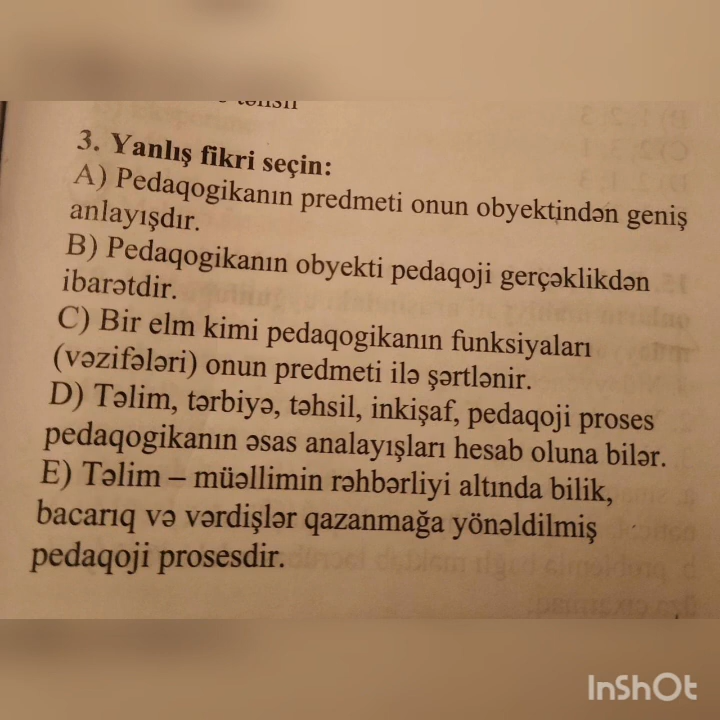 təhsil
3. Yanlış fikri seçin:
A) Pedaqogikanın predmeti onun obyektindən geniş
anlayışdır.
B) Pedaqogikanın obyekti pedaqoji gerçəklikdən
ibarətdir.
C) Bir elm kimi pedaqogikanın funksiyaları
(vəzifələri) onun predmeti ilə şərtlənir.
D) Təlim, tərbiyə, təhsil, inkişaf, pedaqoji proses
pedaqogikanın əsas analayışları hesab oluna bilər.
E) Təlim – müəllimin rəhbərliyi altında bilik,
bacarıq və vərdişlər qazanmağa yönəldilmiş
pedaqoji prosesdir.
InShOt